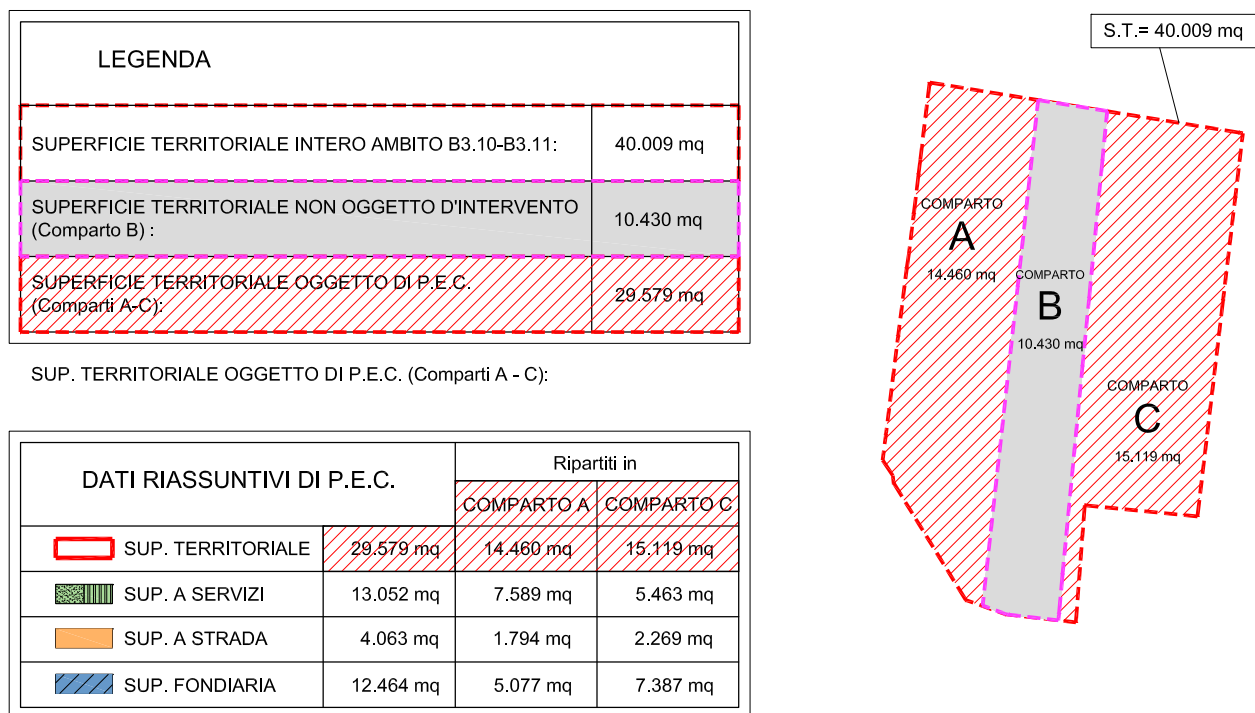 LEGENDA
SUPERFICIE TERRITORIALE INTERO AMBITO B3.10-B3.11: 40.009 mq
SUPERFICIE TERRITORIALE NON OGGETTO D'INTERVENTO
(Comparto B) : 10.430 mq
SUPERFICIE TERRITORIALE OGGETTO DI P.E.C.
(Comparti A-C): 29.579 mq
SUP. TERRITORIALE OGGETTO DI P.E.C. (Comparti A - C):
DATI RIASSUNTIVI DI P.E.C.
Ripartiti in
COMPARTO A COMPARTO C
SUP. TERRITORIALE 29.579 mq 14.460 mq 15.119 mq
SUP. A SERVIZI 13.052 mq 7.589 mq 5.463 mq
SUP. A STRADA 4.063 mq 1.794 mq 2.269 mq
SUP. FONDIARIA 12.464 mq 5.077 mq 7.387 mq
S.T.= 40.009 mq
COMPARTO
A
14.460 mq
COMPARTO
B
10.430 mq
COMPARTO
C
15.119 mq